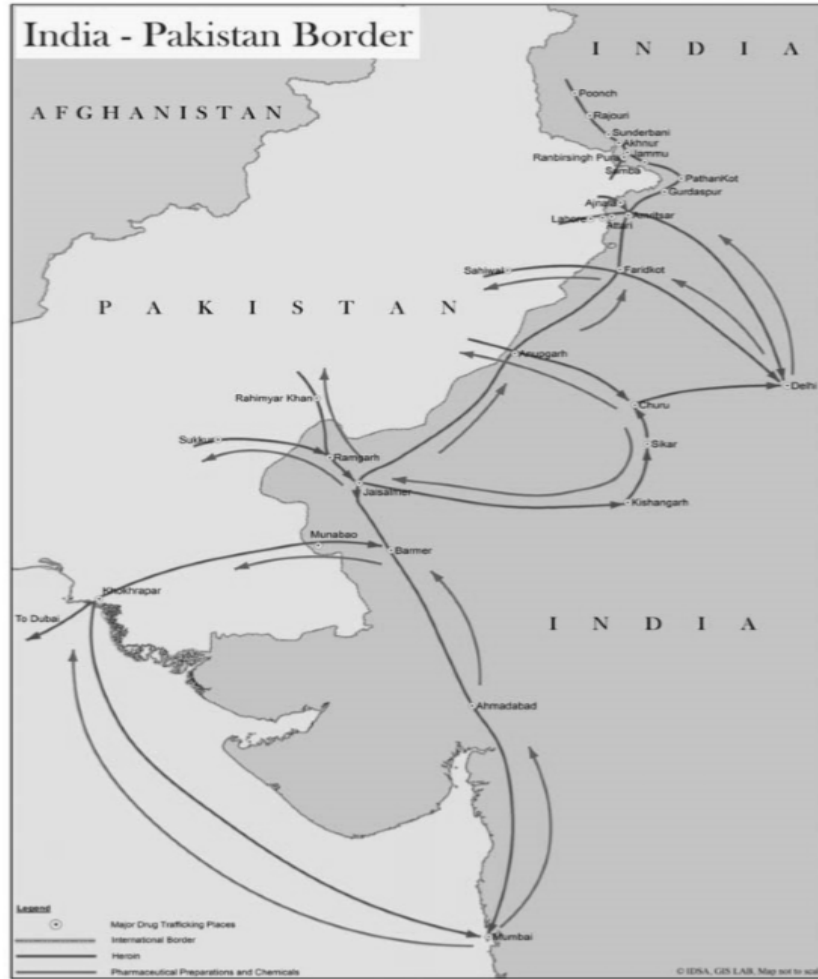 India - Pakistan Border
I N D I A
AFGHANISTAN
Poonch
Rajouri
Sunderbani
Akhnur
Jammu
Ranbirsingh Pura
Samba
PathanKot
Gurdaspur
Ajnala
Lahore
Amritsar
Attari
Sahiwal
Faridkot
P A K I S T A N
Anupgarh
Delhi
Rahimyar Khan
Churu
Sukkur
Sikar
Ramgarh
Jaisalmer
Kishangarh
Munabao
Barmer
Khokhrapar
To Dubai
I N D I A
Ahmadabad
Mumbai
Legend
Major Drug Trafficking Places
International Border
Heroin
Pharmaceutical Preparations and Chemicals
© IDSA, GIS LAB. Map not to scal